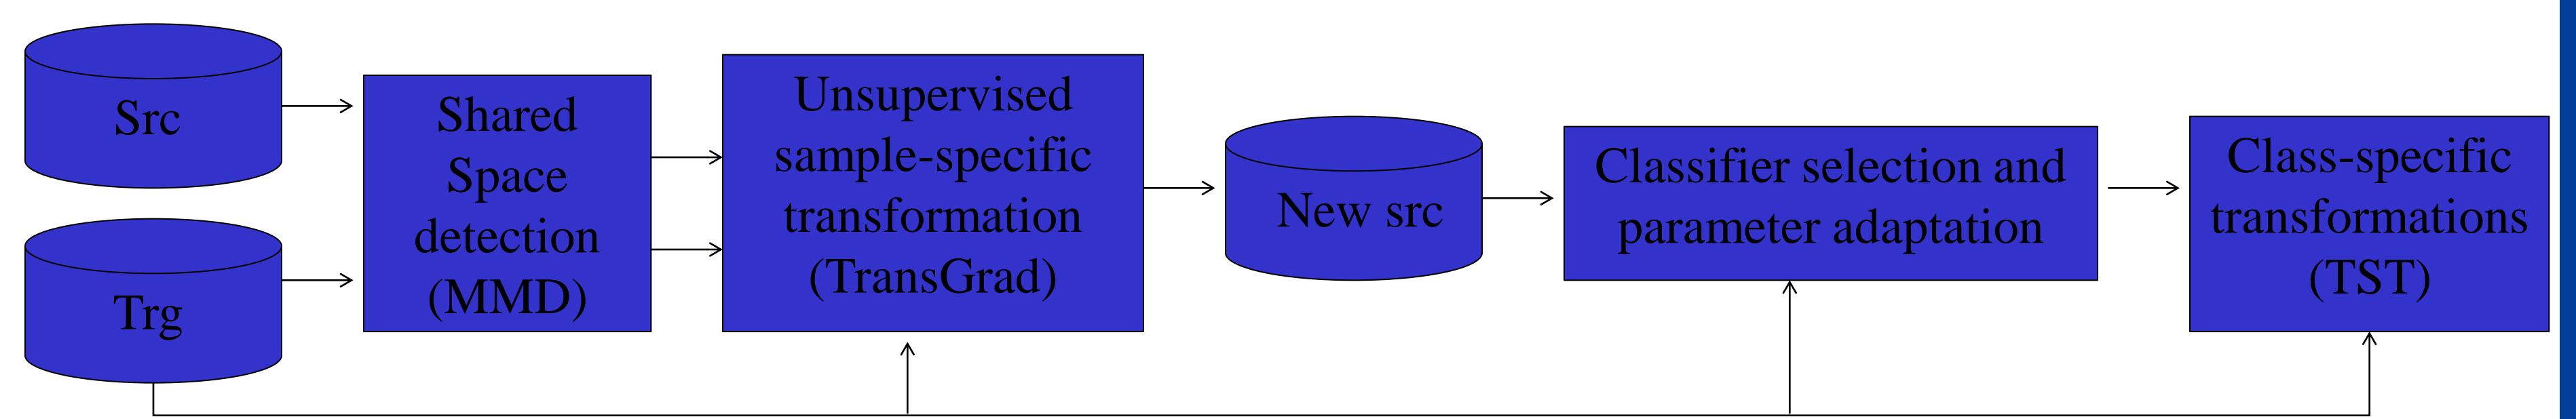 Src
Trg
Shared
Space
detection
(MMD)
Unsupervised
sample-specific
transformation
(TransGrad)
New src
Classifier selection and
parameter adaptation
Class-specific
transformations
(TST)